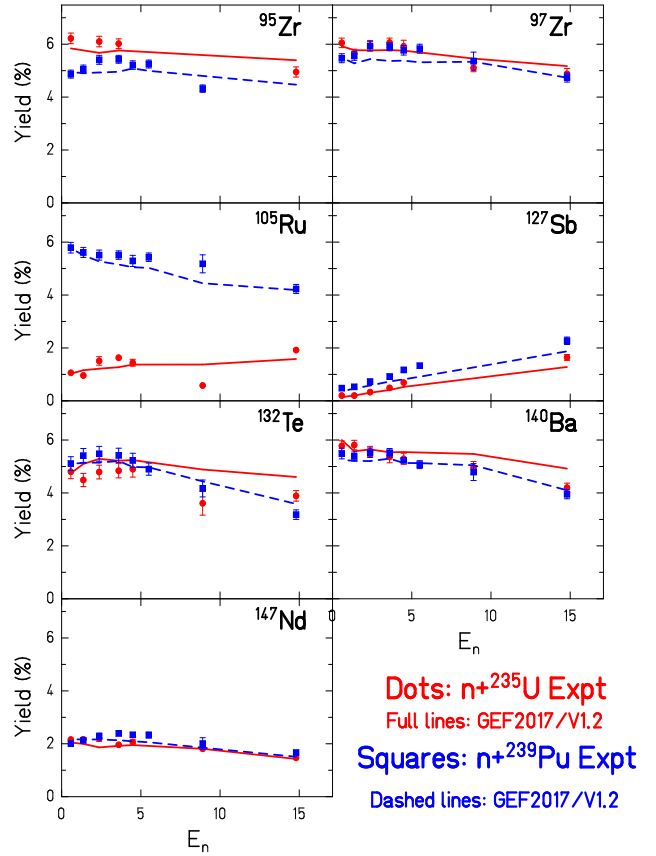 95Zr
97Zr
Yield (%)
6
4
2
0
105Ru
127Sb
Yield (%)
6
4
2
0
132Te
140Ba
Yield (%)
6
4
2
0
0 5 10 15
En
147Nd
Yield (%)
6
4
2
0
0 5 10 15
En
Dots: n+235U Expt
Full lines: GEF2017/V1.2
Squares: n+239Pu Expt
Dashed lines: GEF2017/V1.2